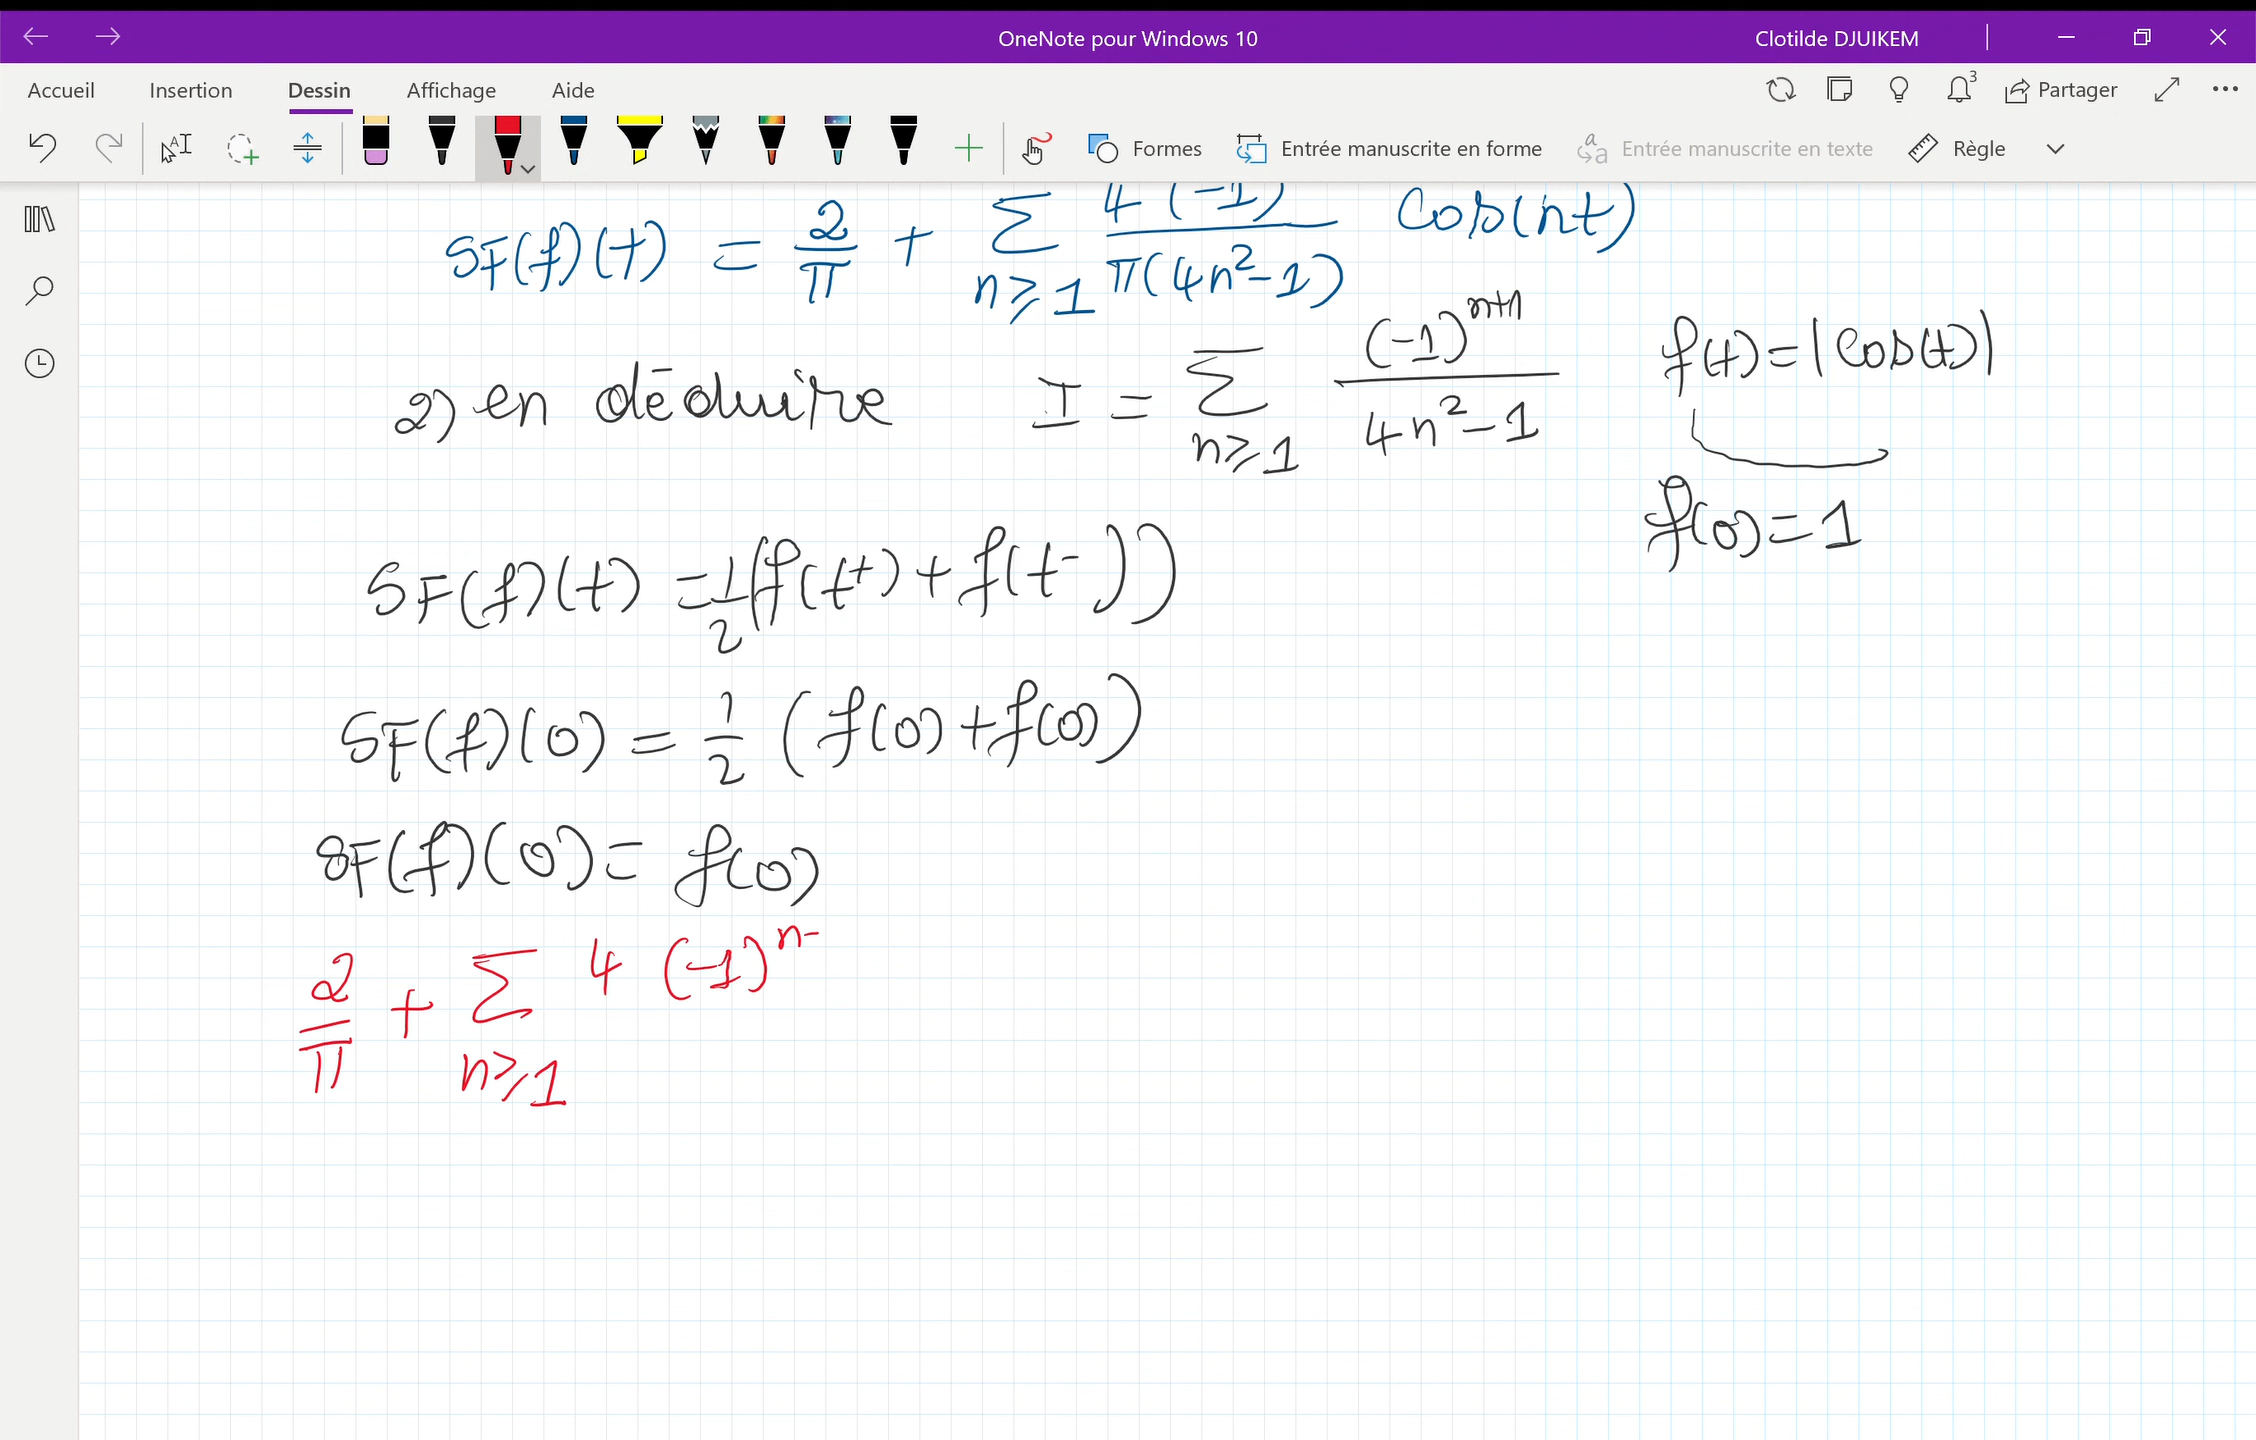 OneNote pour Windows 10
Clotilde DJUIKEM
Accueil Insertion Dessin Affichage Aide
3 Partager
Formes Entrée manuscrite en forme Entrée manuscrite en texte Règle
SF(f)(t) = 2/π + ∑_{n≥1} 4(-1)/π(4n²-1) cos(nt)
2) en déduire I = ∑_{n≥1} (-1)^{n+1}/4n²-1
f(t)=|cos(t)|
f(0)=1
SF(f)(t) = 1/2 (f(t⁺)+f(t⁻))
SF(f)(0) = 1/2 (f(0)+f(0))
SF(f)(0) = f(0)
2/π + ∑_{n≥1} 4 (-1)^{n-